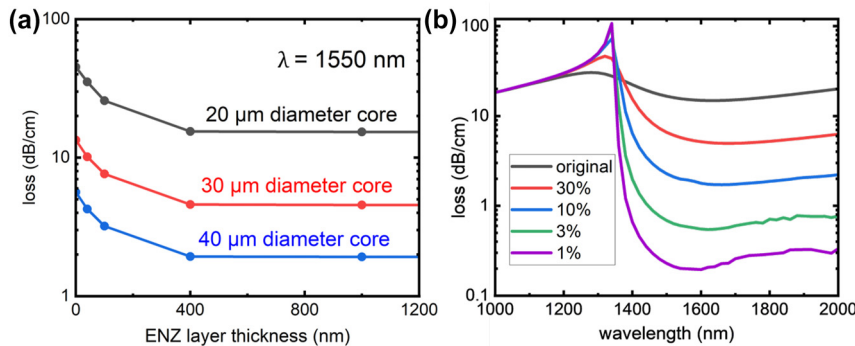 (a)
100
10
1
loss (dB/cm)
λ = 1550 nm
20 μm diameter core
30 μm diameter core
40 μm diameter core
0 400 800 1200
ENZ layer thickness (nm)
(b)
100
10
1
0.1
loss (dB/cm)
original
30%
10%
3%
1%
1000 1200 1400 1600 1800 2000
wavelength (nm)